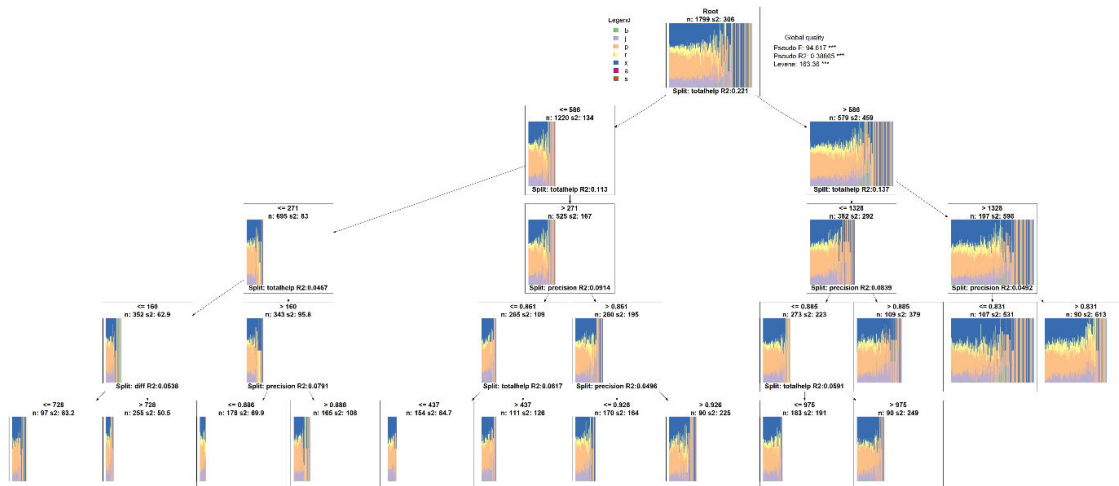 Root
n: 1799 s2: 306
Legend
b
j
p
r
x
a
s
Global quality
Pseudo F: 94.617 ***
Pseudo R2: 0.38665 ***
Levene: 163.38 ***
Split: totalhelp R2:0.221
<= 586
n: 1220 s2: 134
> 586
n: 579 s2: 459
Split: totalhelp R2:0.113
Split: totalhelp R2:0.137
<= 271
n: 695 s2: 83
> 271
n: 525 s2: 167
<= 1328
n: 382 s2: 292
> 1328
n: 197 s2: 598
Split: totalhelp R2:0.0467
Split: precision R2:0.0914
Split: precision R2:0.0839
Split: precision R2:0.0492
<= 160
n: 352 s2: 62.9
> 160
n: 343 s2: 95.8
<= 0.861
n: 265 s2: 109
> 0.861
n: 260 s2: 195
<= 0.885
n: 273 s2: 223
> 0.885
n: 109 s2: 379
<= 0.831
n: 107 s2: 531
> 0.831
n: 90 s2: 613
Split: diff R2:0.0536
Split: precision R2:0.0791
Split: totalhelp R2:0.0617
Split: precision R2:0.0496
Split: totalhelp R2:0.0591
<= 728
n: 97 s2: 83.2
> 728
n: 255 s2: 50.5
<= 0.886
n: 178 s2: 69.9
> 0.886
n: 165 s2: 108
<= 437
n: 154 s2: 84.7
> 437
n: 111 s2: 126
<= 0.926
n: 170 s2: 164
> 0.926
n: 90 s2: 225
<= 975
n: 183 s2: 191
> 975
n: 90 s2: 249